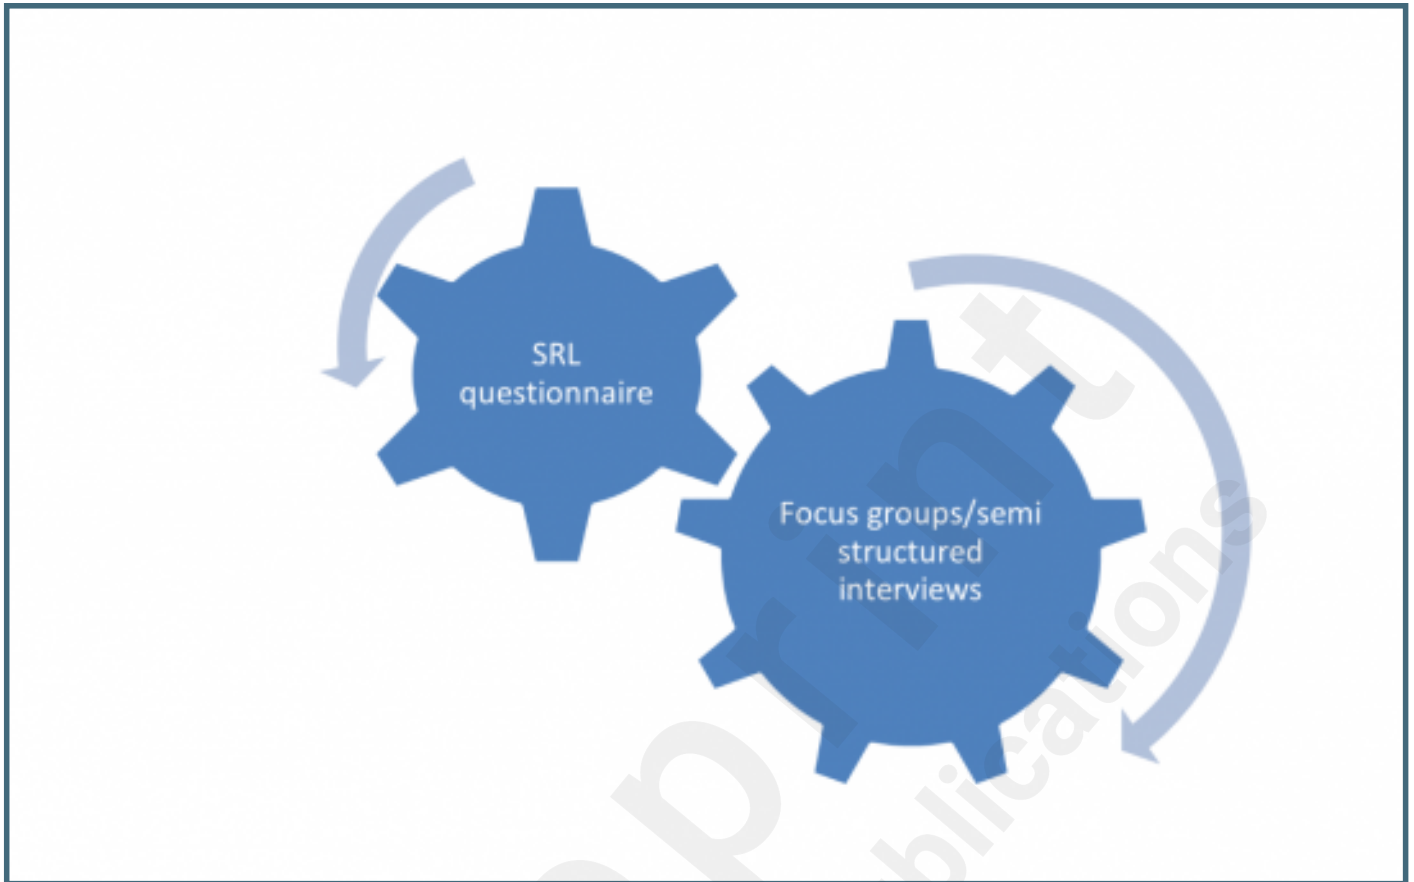 SRL
questionnaire
Focus groups/semi
structured
interviews